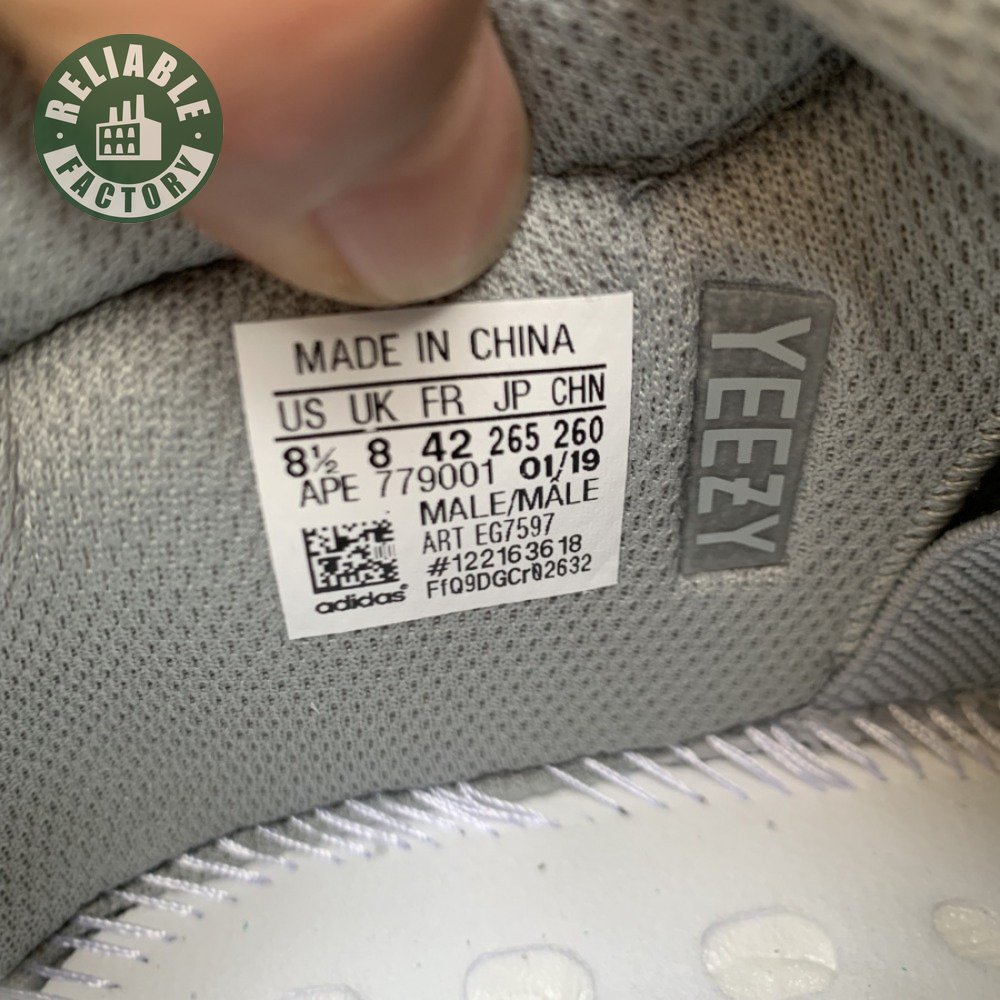 RELIABLE
FACTORY
MADE IN CHINA
US UK FR JP CHN
8½ 8 42 265 260
APE 779001 01/19
MALE/MÂLE
ART EG7597
#122163618
FfQ9DGCr02632
adidas®
YEEZY